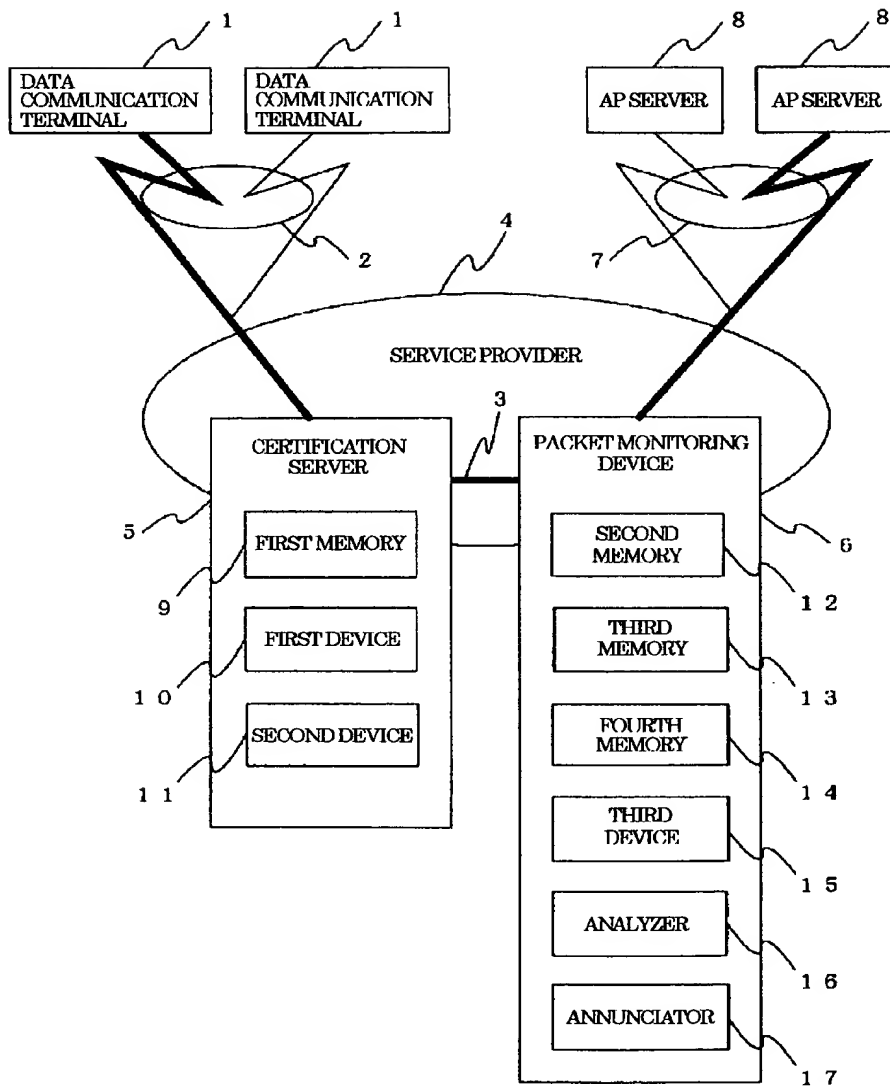 1
1
8
8
DATA
COMMUNICATION
TERMINAL
DATA
COMMUNICATION
TERMINAL
AP SERVER
AP SERVER
2
4
7
SERVICE PROVIDER
3
CERTIFICATION
SERVER
PACKET MONITORING
DEVICE
5
6
FIRST MEMORY
9
FIRST DEVICE
10
SECOND DEVICE
11
SECOND
MEMORY
12
THIRD
MEMORY
13
FOURTH
MEMORY
14
THIRD
DEVICE
15
ANALYZER
16
ANNUNCIATOR
17